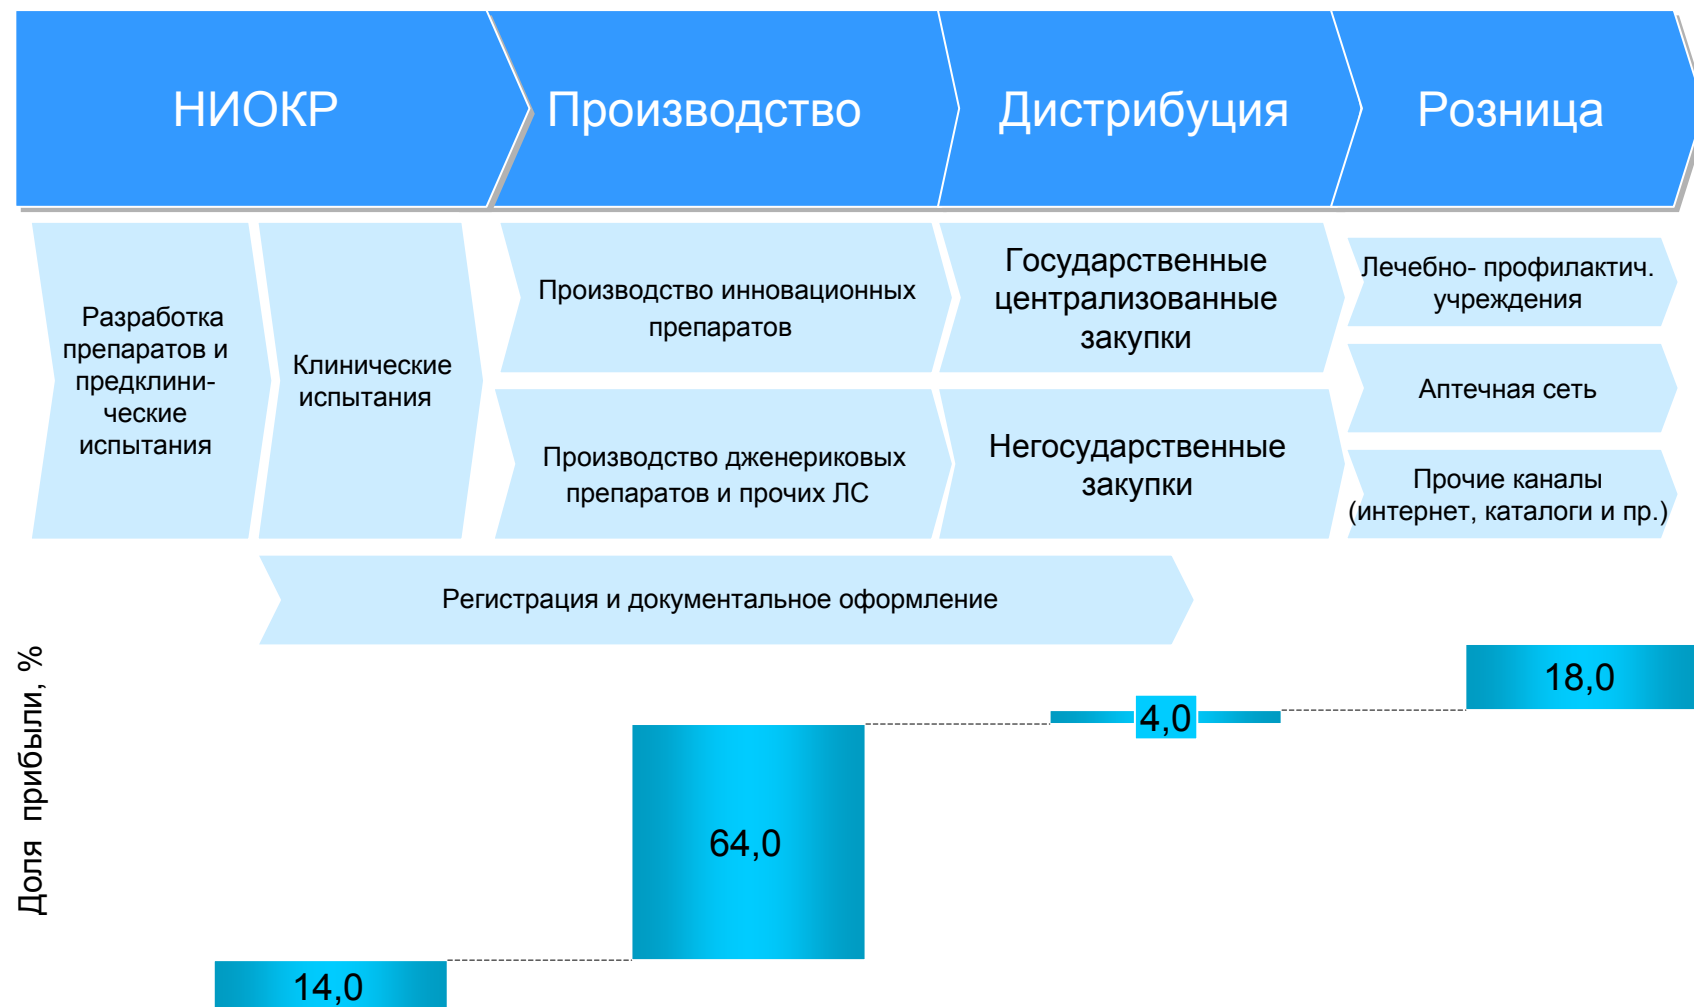 НИОКР
Производство
Дистрибуция
Розница
Разработка
препаратов и
предклини-
ческие
испытания
Клинические
испытания
Производство инновационных
препаратов
Производство дженериковых
препаратов и прочих ЛС
Государственные
централизованные
закупки
Негосударственные
закупки
Лечебно- профилактич.
учреждения
Аптечная сеть
Прочие каналы
(интернет, каталоги и пр.)
Регистрация и документальное оформление
Доля прибыли, %
14,0
64,0
4,0
18,0